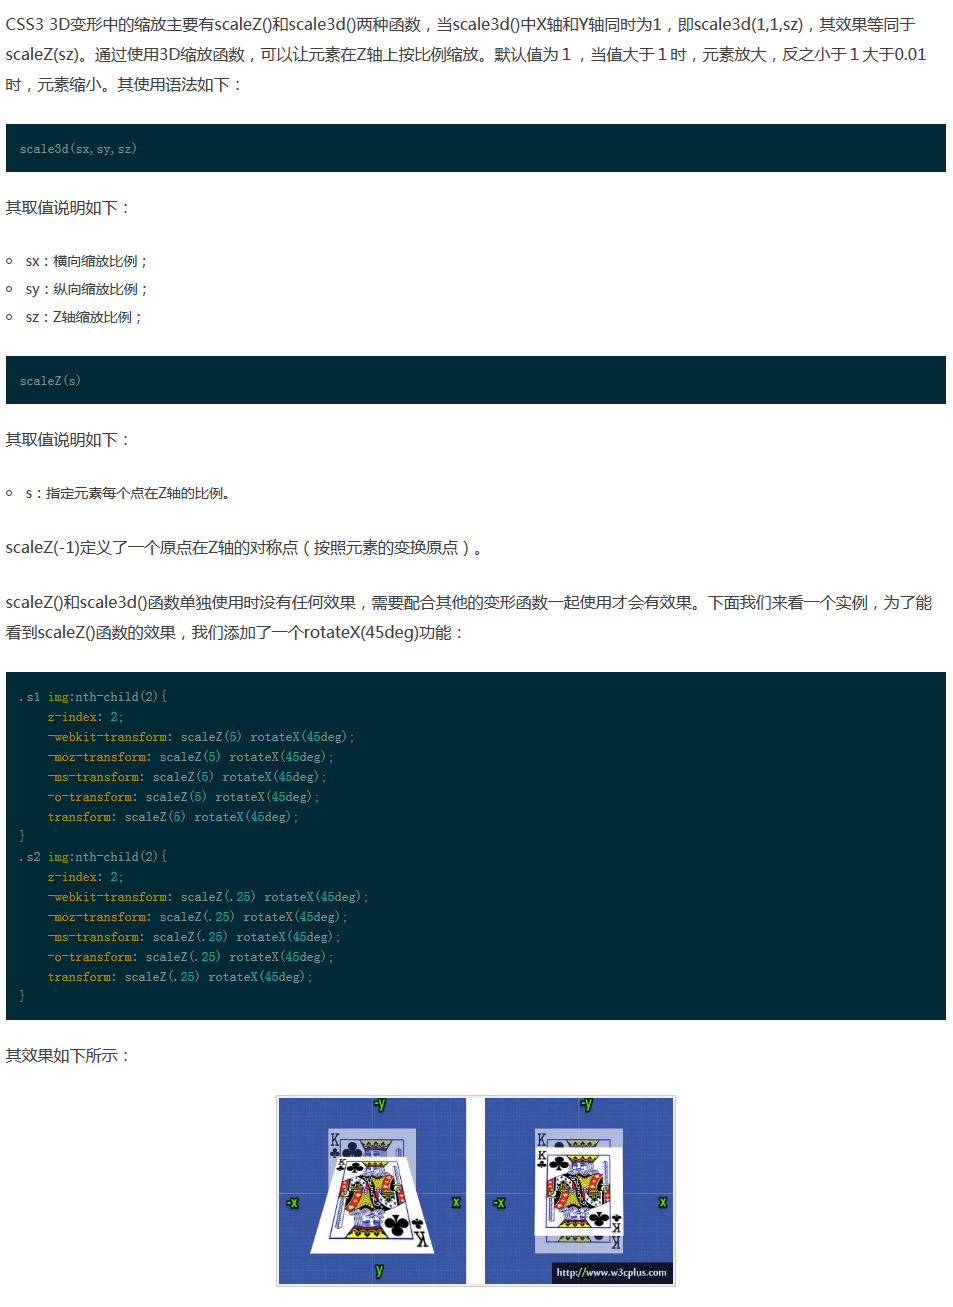 CSS3 3D变形中的缩放主要有scaleZ()和scale3d()两种函数，当scale3d()中X轴和Y轴同时为1，即scale3d(1,1,sz)，其效果等同于
scaleZ(sz)。通过使用3D缩放函数，可以让元素在Z轴上按比例缩放。默认值为１，当值大于１时，元素放大，反之小于１大于0.01
时，元素缩小。其使用语法如下：
scale3d(sx,sy,sz)
其取值说明如下：
sx：横向缩放比例；
sy：纵向缩放比例；
sz：Z轴缩放比例；
scaleZ(s)
其取值说明如下：
s：指定元素每个点在Z轴的比例。
scaleZ(-1)定义了一个原点在Z轴的对称点（按照元素的变换原点）。
scaleZ()和scale3d()函数单独使用时没有任何效果，需要配合其他的变形函数一起使用才会有效果。下面我们来看一个实例，为了能
看到scaleZ()函数的效果，我们添加了一个rotateX(45deg)功能：
.s1 img:nth-child(2){
z-index: 2;
-webkit-transform: scaleZ(5) rotateX(45deg);
-moz-transform: scaleZ(5) rotateX(45deg);
-ms-transform: scaleZ(5) rotateX(45deg);
-o-transform: scaleZ(5) rotateX(45deg);
transform: scaleZ(5) rotateX(45deg);
}
.s2 img:nth-child(2){
z-index: 2;
-webkit-transform: scaleZ(.25) rotateX(45deg);
-moz-transform: scaleZ(.25) rotateX(45deg);
-ms-transform: scaleZ(.25) rotateX(45deg);
-o-transform: scaleZ(.25) rotateX(45deg);
transform: scaleZ(.25) rotateX(45deg);
}
其效果如下所示：
-y
-y
K
K
K
K
-x
x
-x
x
K
K
K
y
http://www.w3cplus.com